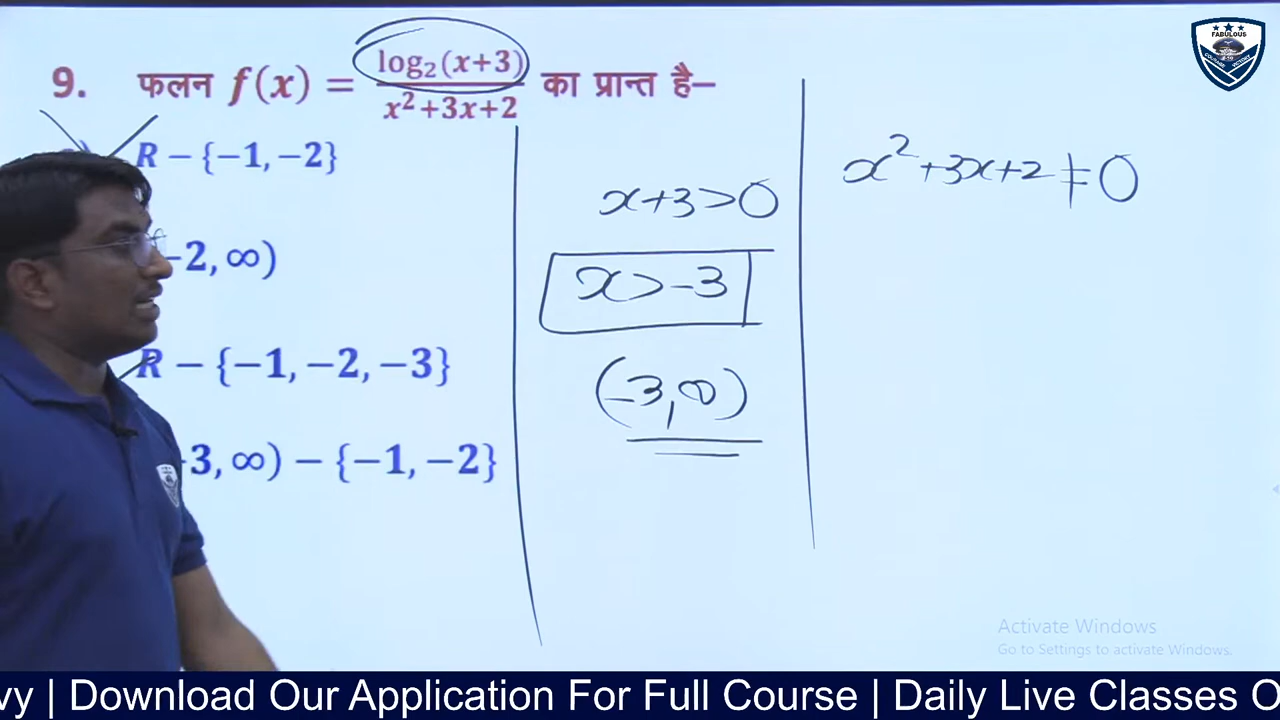 9. फलन f(x) = log₂(x+3) / x²+3x+2 का प्रान्त है–
R − {−1, −2}
-2, ∞)
R − {−1, −2, −3}
3, ∞) − {−1, −2}
x+3>0
x>-3
(-3, ∞)
x²+3x+2 ≠ 0
FABULOUS
Activate Windows
Go to Settings to activate Windows.
vy | Download Our Application For Full Course | Daily Live Classes O